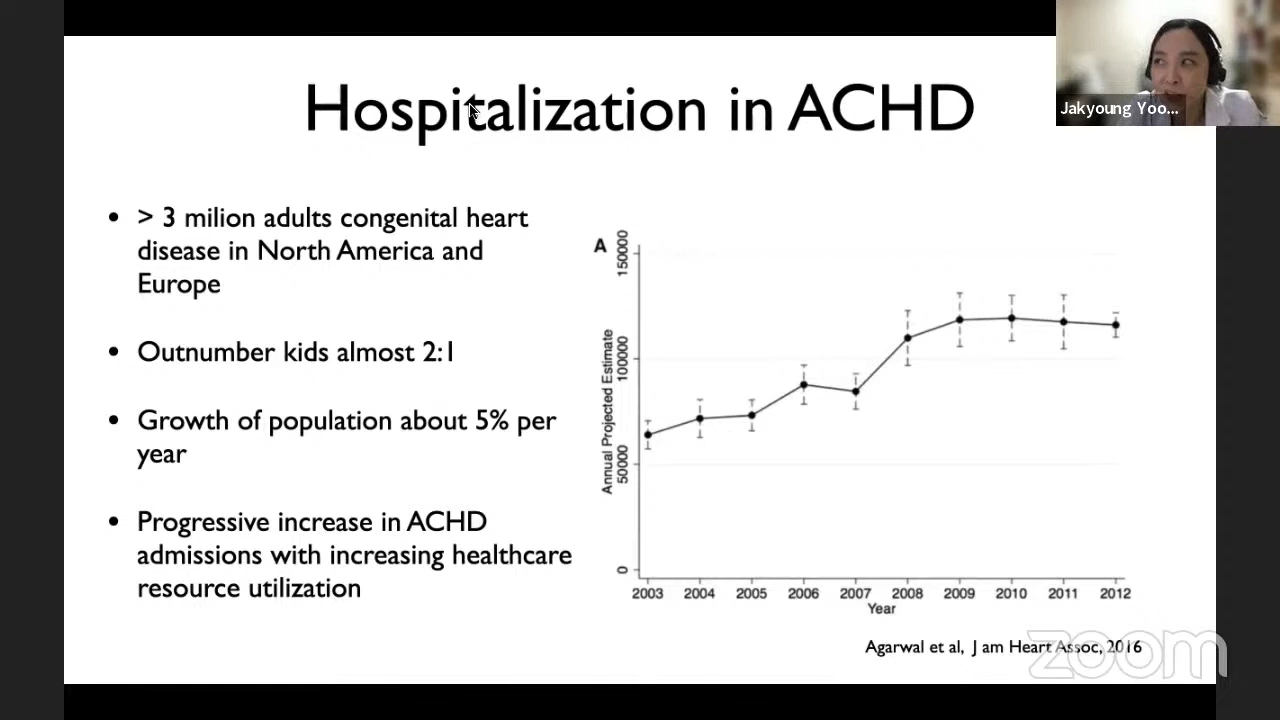 Hospitalization in ACHD
Jakyoung Yoo...
• > 3 milion adults congenital heart
disease in North America and
Europe
• Outnumber kids almost 2:1
• Growth of population about 5% per
year
• Progressive increase in ACHD
admissions with increasing healthcare
resource utilization
A
Annual Projected Estimate
150000
100000
50000
0
2003 2004 2005 2006 2007 2008 2009 2010 2011 2012
Year
Agarwal et al, J am Heart Assoc, 2016
zoom